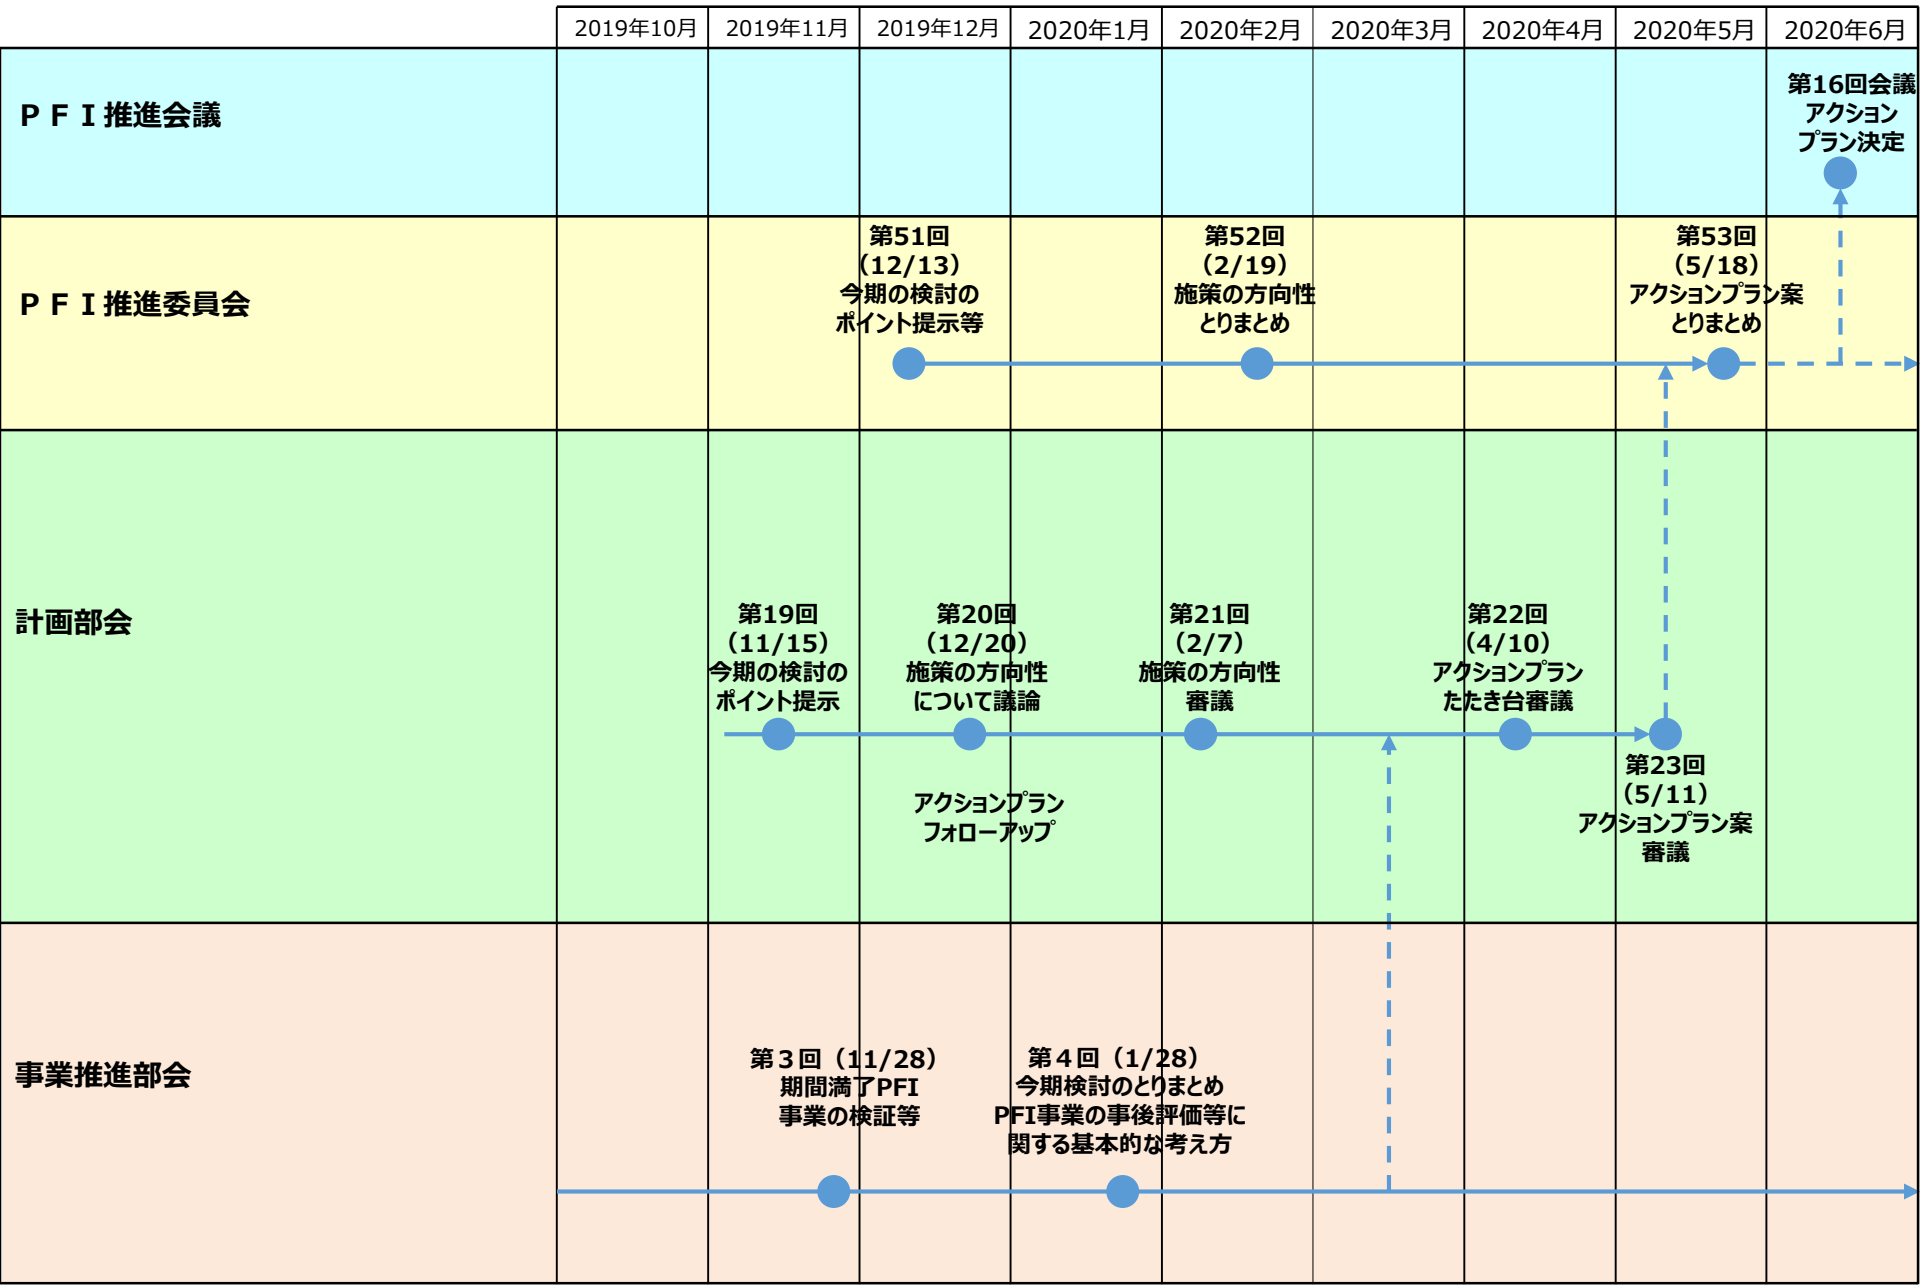 2019年10月
2019年11月
2019年12月
2020年1月
2020年2月
2020年3月
2020年4月
2020年5月
2020年6月
ＰＦＩ推進会議
第16回会議
アクション
プラン決定
ＰＦＩ推進委員会
第51回
（12/13）
今期の検討の
ポイント提示等
第52回
（2/19）
施策の方向性
とりまとめ
第53回
（5/18）
アクションプラン案
とりまとめ
計画部会
第19回
（11/15）
今期の検討の
ポイント提示
第20回
（12/20）
施策の方向性
について議論
第21回
（2/7）
施策の方向性
審議
第22回
（4/10）
アクションプラン
たたき台審議
アクションプラン
フォローアップ
第23回
（5/11）
アクションプラン案
審議
事業推進部会
第３回（11/28）
期間満了PFI
事業の検証等
第４回（1/28）
今期検討のとりまとめ
PFI事業の事後評価等に
関する基本的な考え方